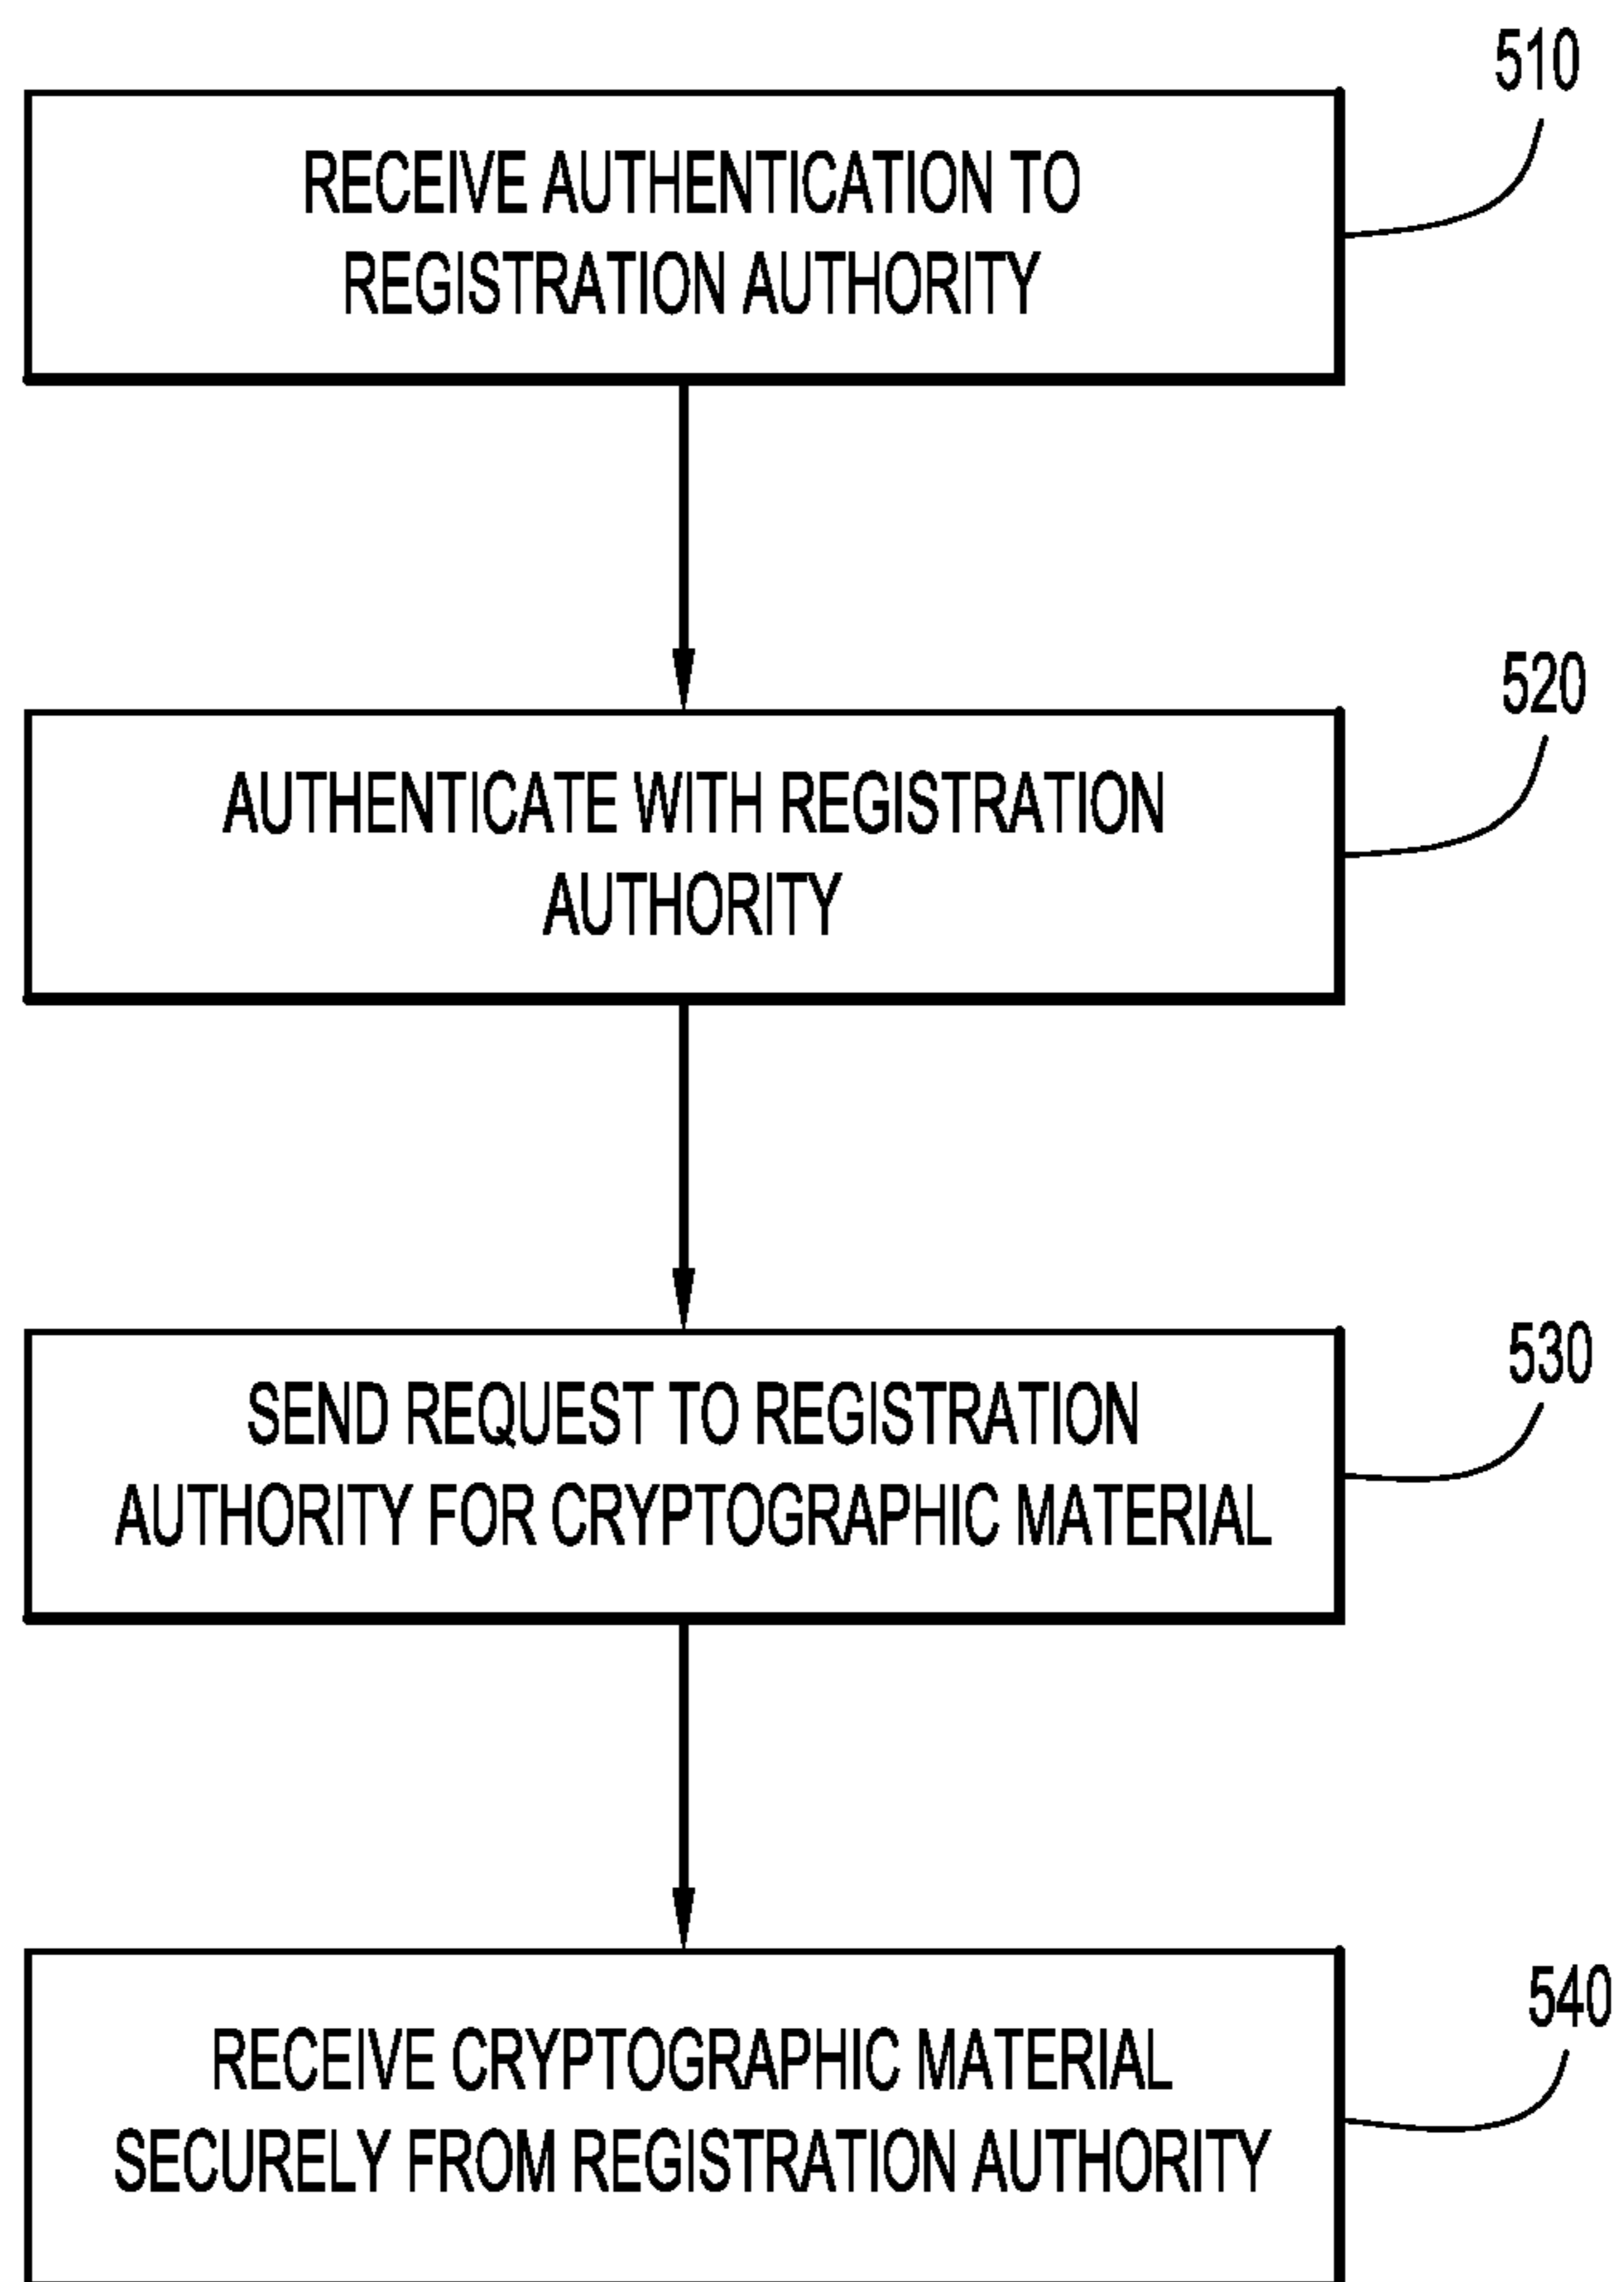 510
RECEIVE AUTHENTICATION TO
REGISTRATION AUTHORITY
520
AUTHENTICATE WITH REGISTRATION
AUTHORITY
530
SEND REQUEST TO REGISTRATION
AUTHORITY FOR CRYPTOGRAPHIC MATERIAL
540
RECEIVE CRYPTOGRAPHIC MATERIAL
SECURELY FROM REGISTRATION AUTHORITY